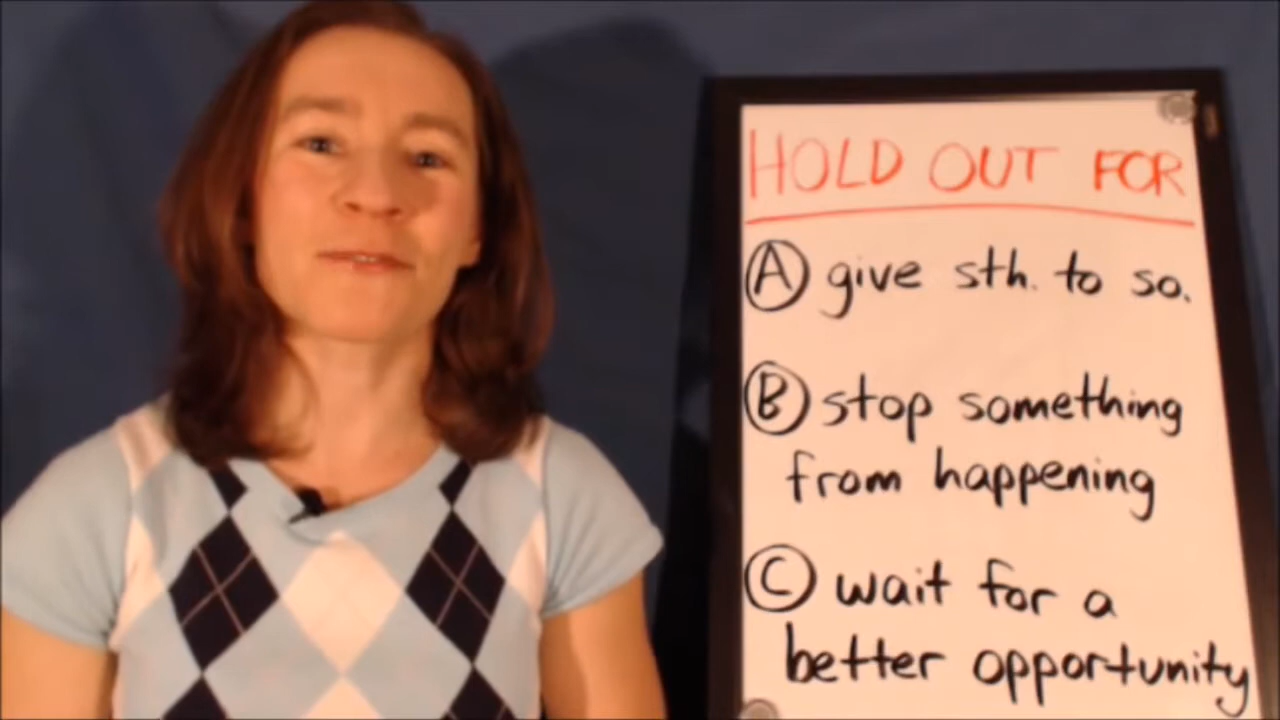 HOLD OUT FOR
A give sth. to so.
B stop something
from happening
C wait for a
better opportunity